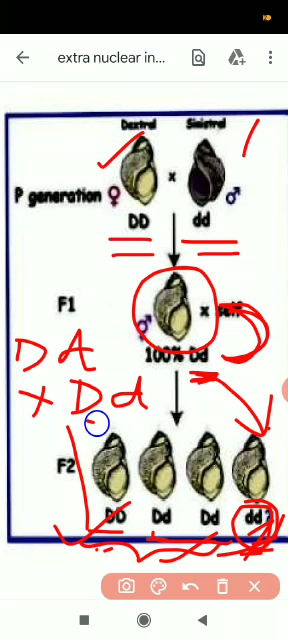 extra nuclear in...
Dextral Sinistral
P generation ♀ x ♂
DD dd
F1 ⚥ x self
100% Dd
Dd
x Dd
F2
DD Dd Dd dd?